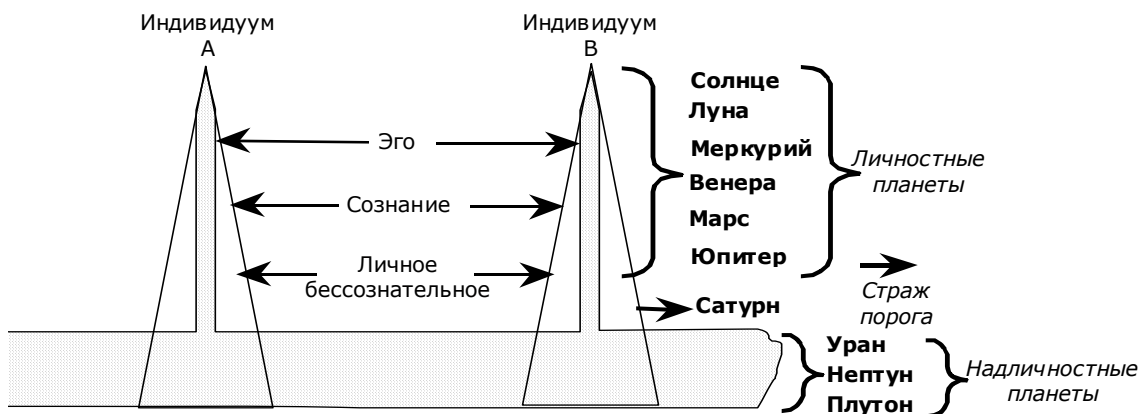 Индивидуум
А
Индивидуум
В
Эго
Сознание
Личное
бессознательное
Солнце
Луна
Меркурий
Венера
Марс
Юпитер
Личностные
планеты
Сатурн
Страж
порога
Уран
Нептун
Плутон
Надличностные
планеты